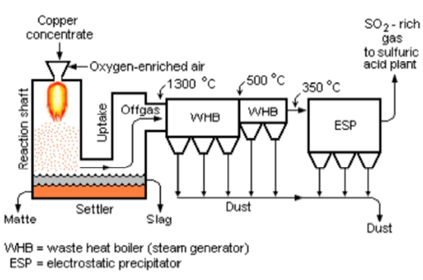 Copper
concentrate
Oxygen-enriched air
SO2 - rich
gas
to sulfuric
acid plant
1300 °C
500 °C
350 °C
Reaction shaft
Uptake
Offgas
WHB
WHB
ESP
Matte
Settler
Slag
Dust
Dust
WHB = waste heat boiler (steam generator)
ESP = electrostatic precipitator